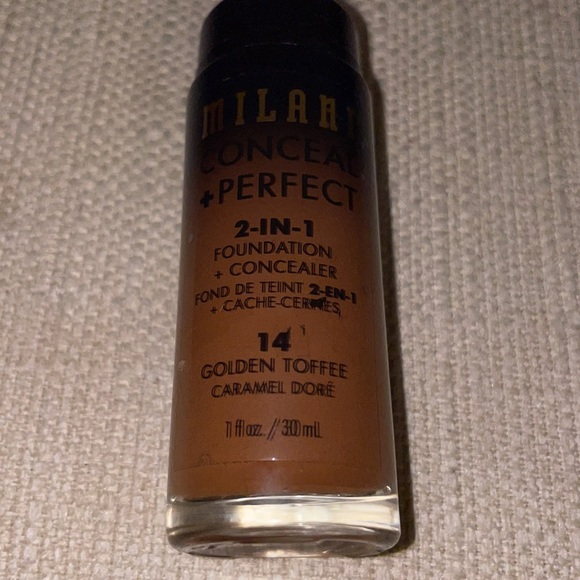 MILANI
CONCEAL
+PERFECT
2-IN-1
FOUNDATION
+ CONCEALER
FOND DE TEINT 2-EN-1
+ CACHE-CERNES
14
GOLDEN TOFFEE
CARAMEL DORÉ
1 fl oz. / 30 mL